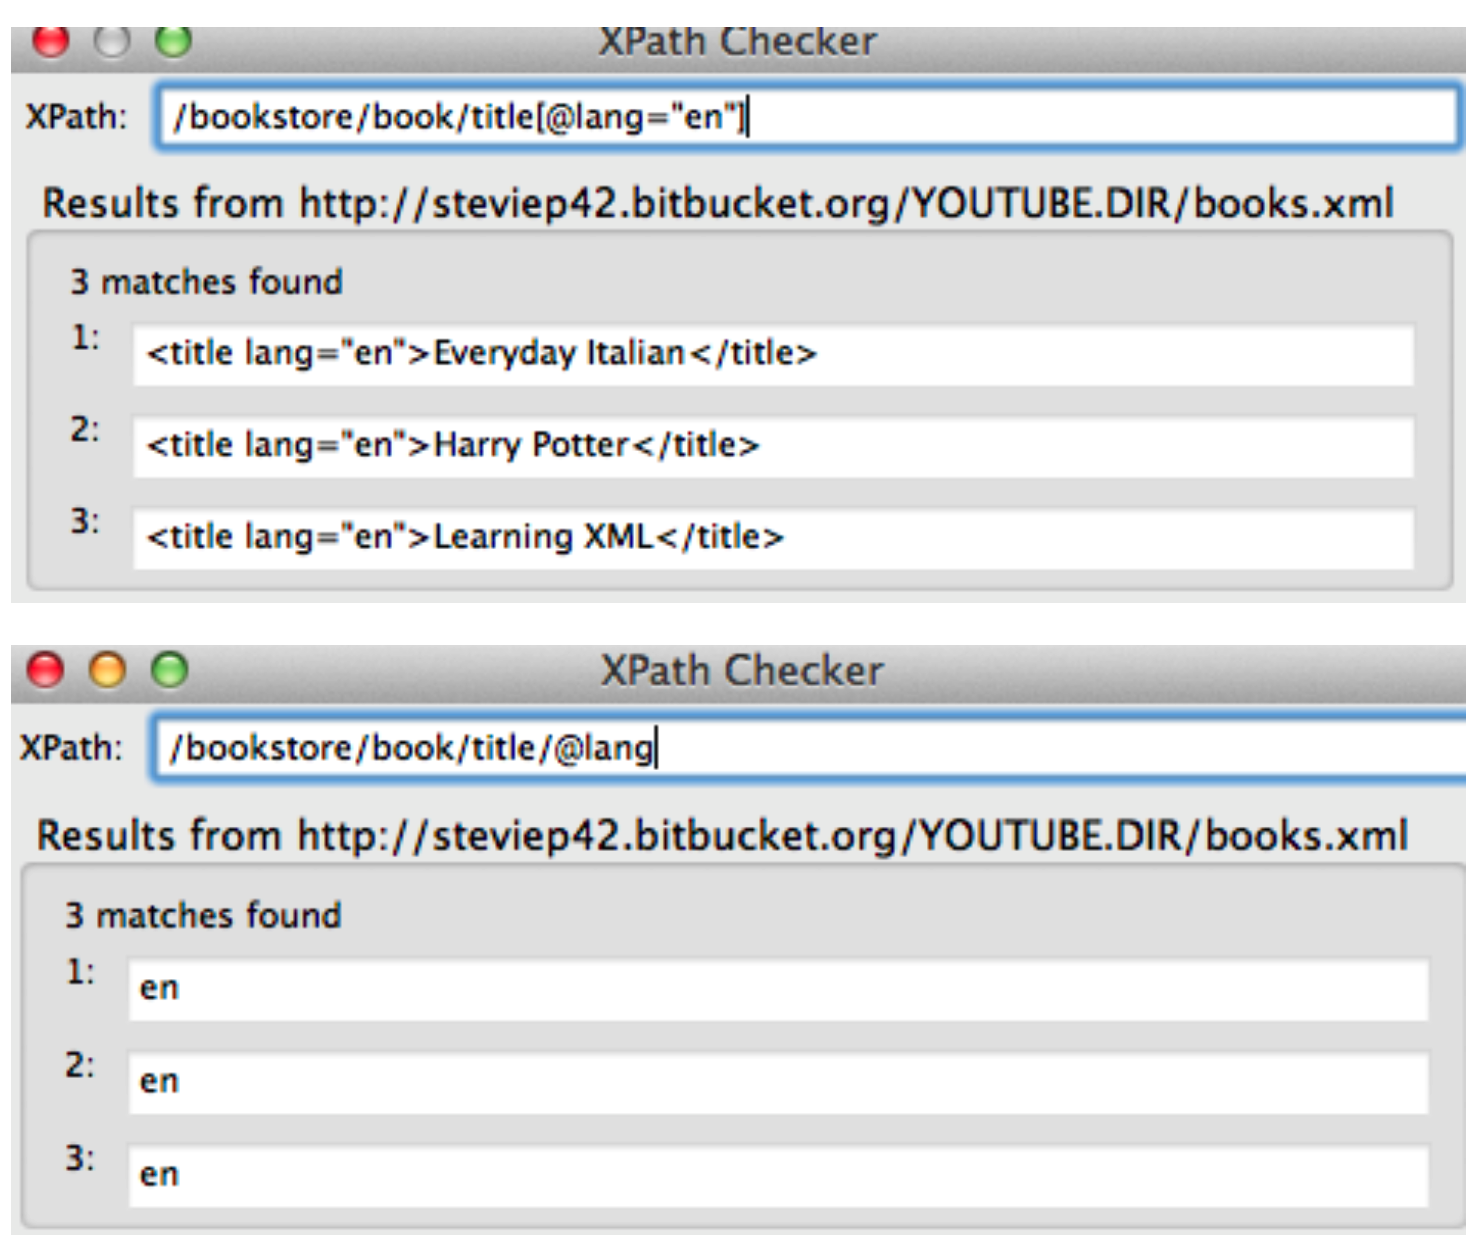 XPath Checker
XPath: /bookstore/book/title[@lang="en"]
Results from http://steviep42.bitbucket.org/YOUTUBE.DIR/books.xml
3 matches found
1: <title lang="en">Everyday Italian</title>
2: <title lang="en">Harry Potter</title>
3: <title lang="en">Learning XML</title>
XPath Checker
XPath: /bookstore/book/title/@lang
Results from http://steviep42.bitbucket.org/YOUTUBE.DIR/books.xml
3 matches found
1: en
2: en
3: en